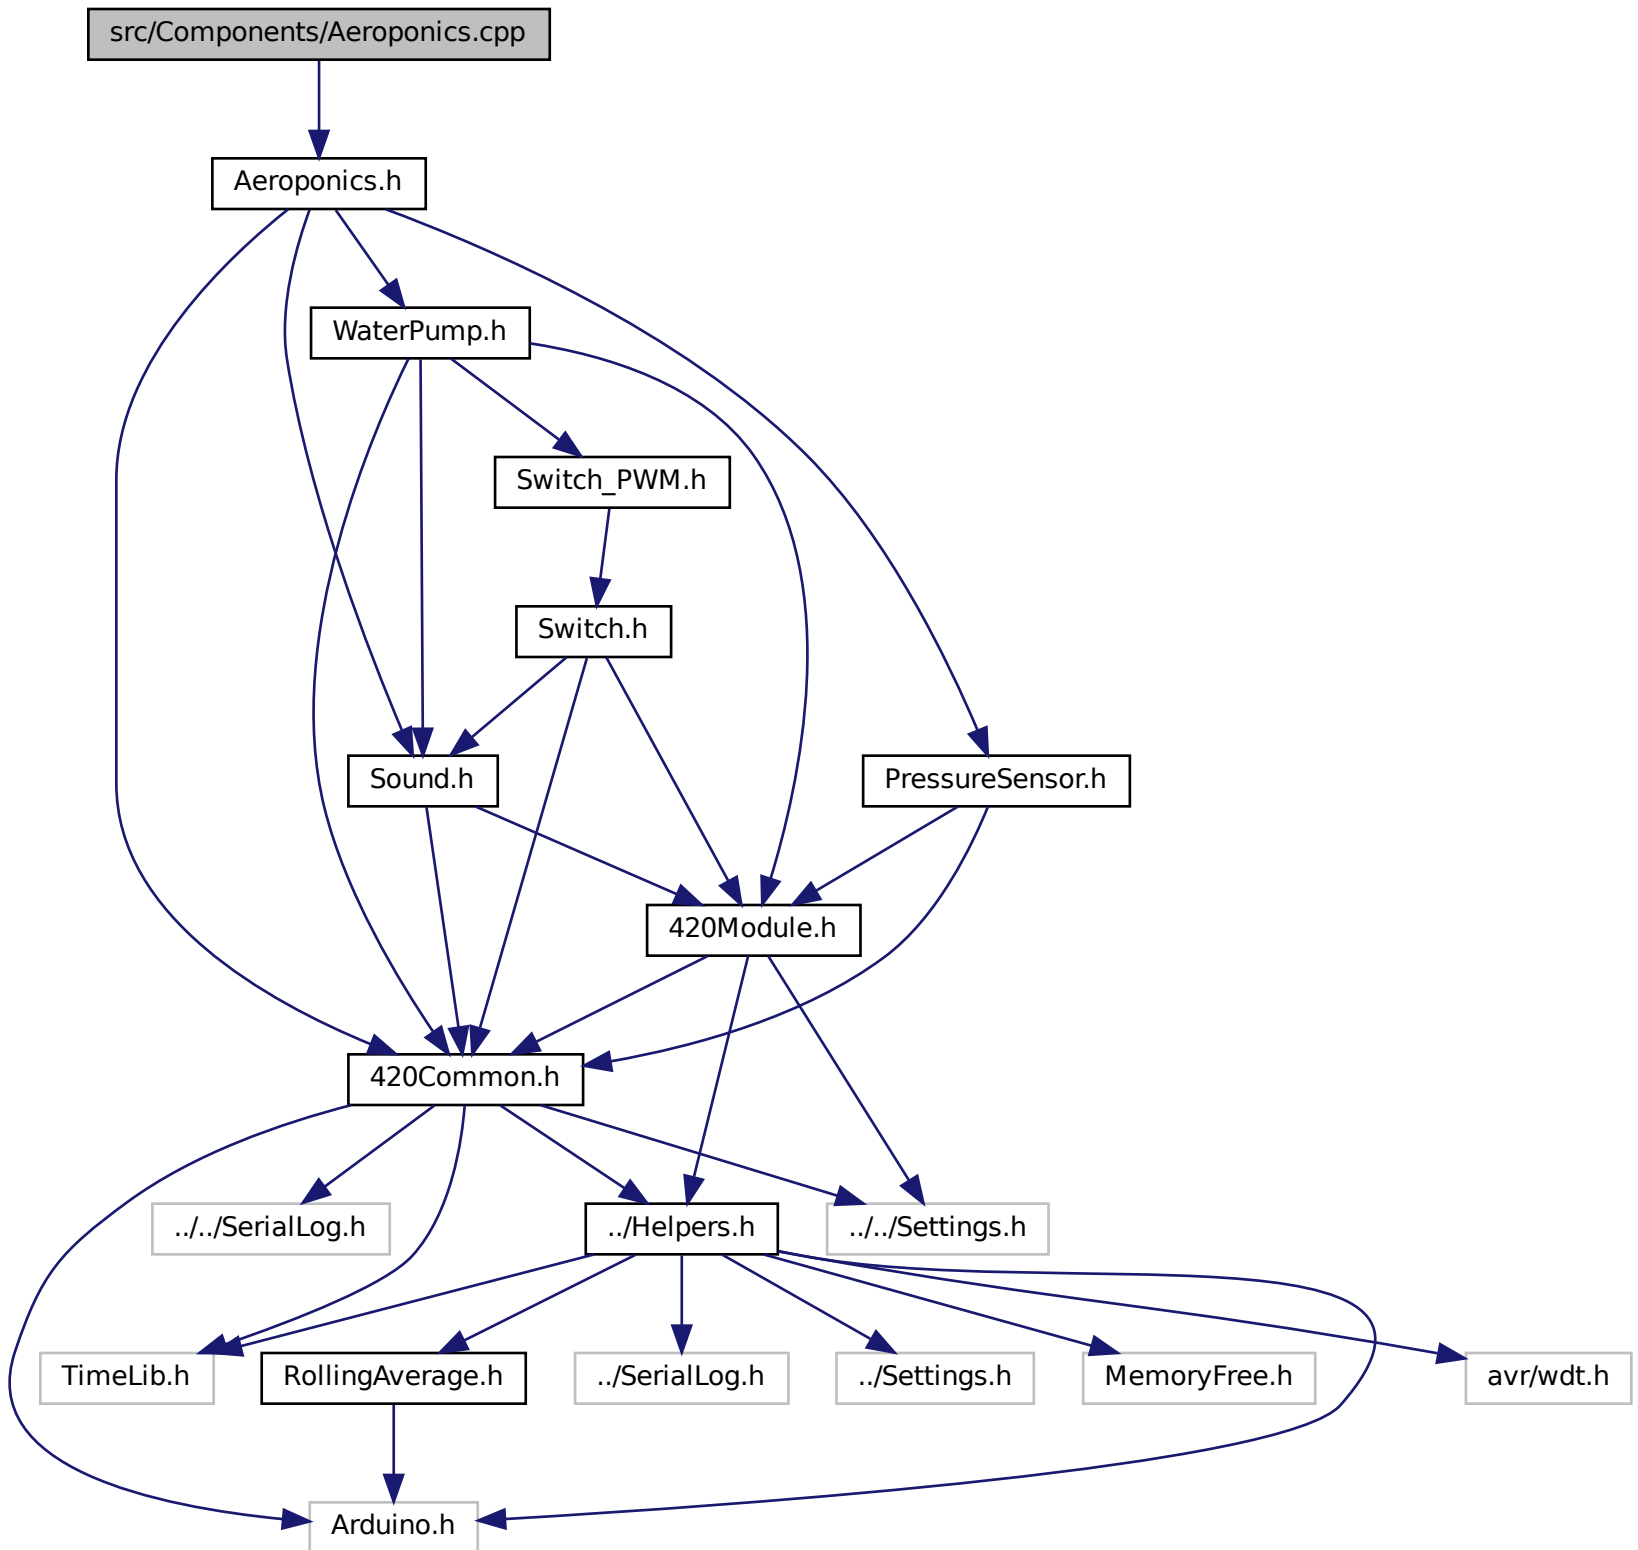 src/Components/Aeroponics.cpp
Aeroponics.h
WaterPump.h
Switch_PWM.h
Switch.h
Sound.h
PressureSensor.h
420Module.h
420Common.h
../../SerialLog.h
../Helpers.h
../../Settings.h
TimeLib.h
RollingAverage.h
../SerialLog.h
../Settings.h
MemoryFree.h
avr/wdt.h
Arduino.h